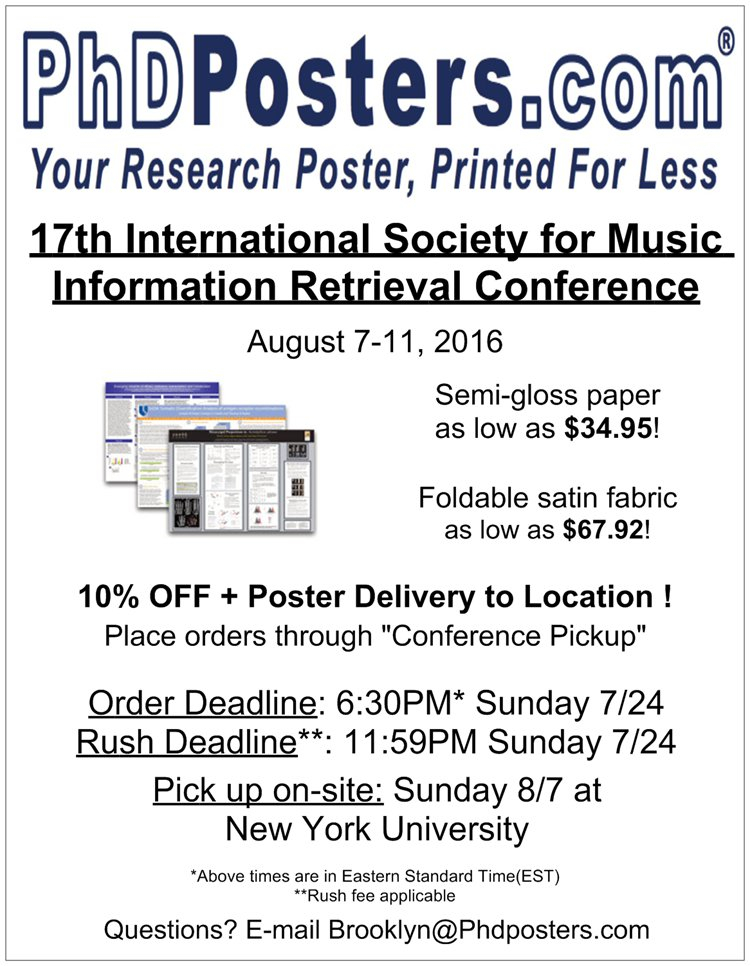 PhDPosters.com®
Your Research Poster, Printed For Less
17th International Society for Music
Information Retrieval Conference
August 7-11, 2016
Semi-gloss paper
as low as $34.95!
Foldable satin fabric
as low as $67.92!
10% OFF + Poster Delivery to Location !
Place orders through "Conference Pickup"
Order Deadline: 6:30PM* Sunday 7/24
Rush Deadline**: 11:59PM Sunday 7/24
Pick up on-site: Sunday 8/7 at
New York University
*Above times are in Eastern Standard Time(EST)
**Rush fee applicable
Questions? E-mail Brooklyn@Phdposters.com